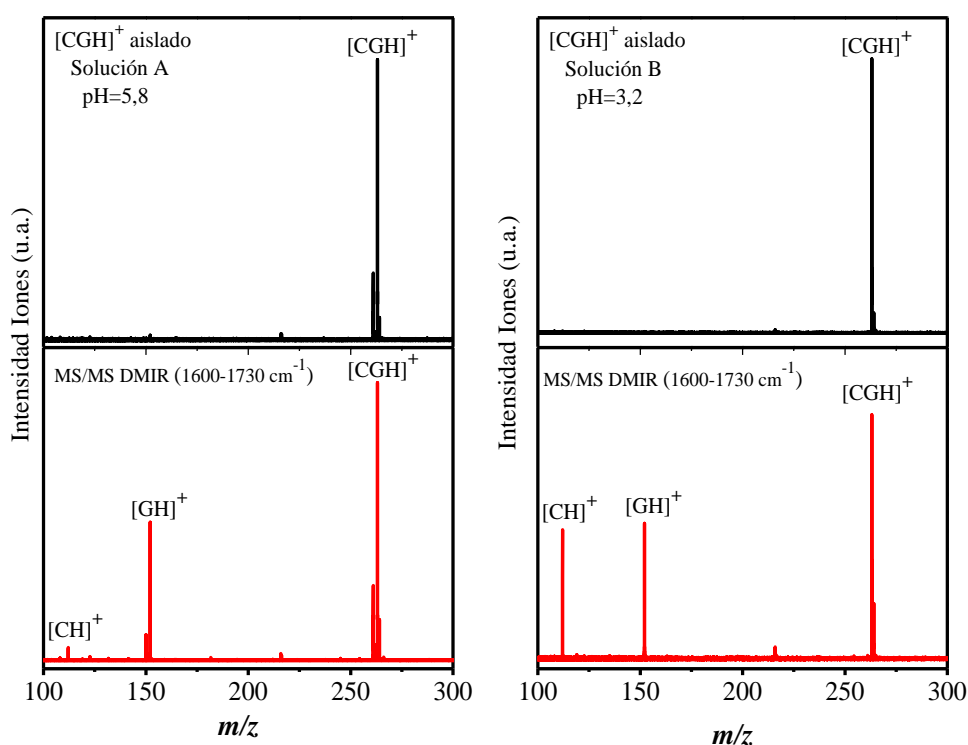 [CGH]⁺ aislado
Solución A
pH=5,8
[CGH]⁺
MS/MS DMIR (1600-1730 cm⁻¹)
[CGH]⁺
[GH]⁺
[CH]⁺
Intensidad Iones (u.a.)
100 150 200 250 300
m/z
[CGH]⁺ aislado
Solución B
pH=3,2
[CGH]⁺
MS/MS DMIR (1600-1730 cm⁻¹)
[CGH]⁺
[CH]⁺
[GH]⁺
Intensidad Iones (u.a.)
100 150 200 250 300
m/z